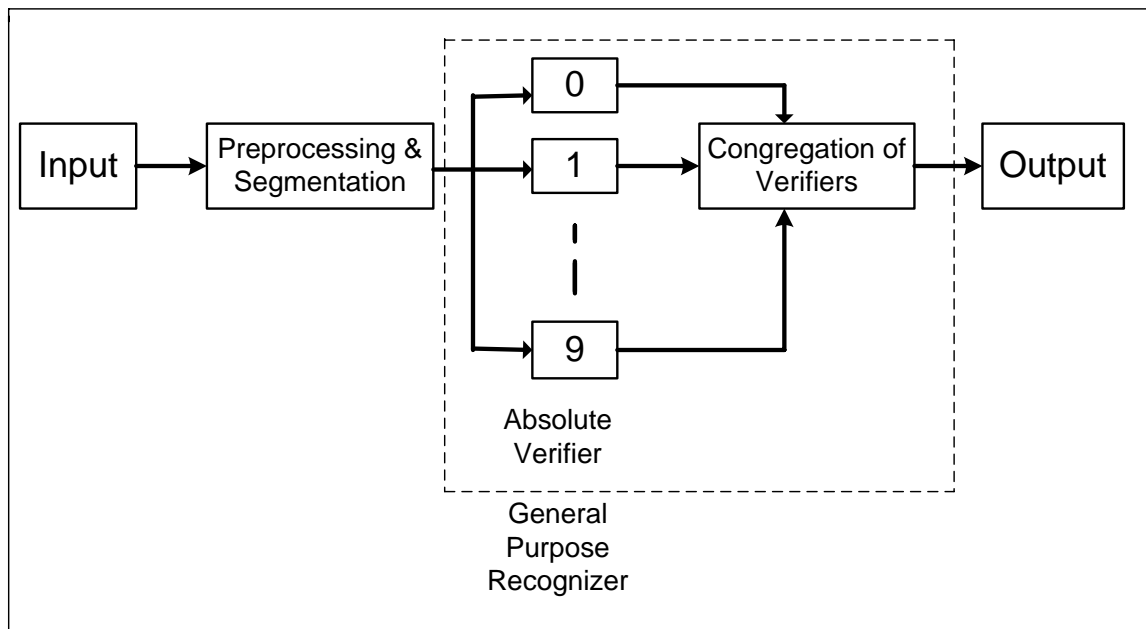 0
Input
Preprocessing &
Segmentation
1
Congregation of
Verifiers
Output
9
Absolute
Verifier
General
Purpose
Recognizer